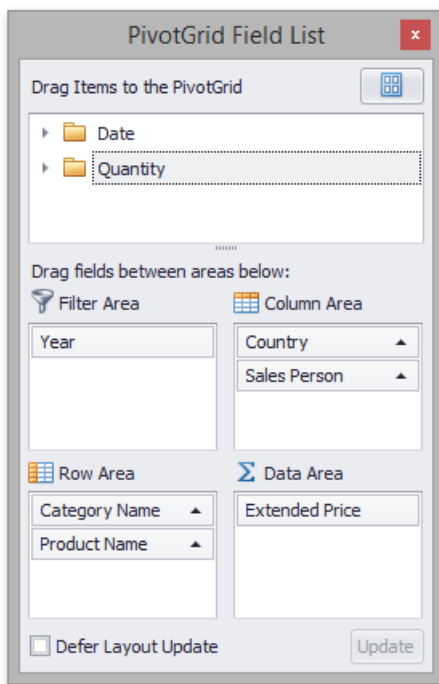 PivotGrid Field List
x
Drag Items to the PivotGrid
Date
Quantity
Drag fields between areas below:
Filter Area
Column Area
Year
Country
Sales Person
Row Area
Σ Data Area
Category Name
Extended Price
Product Name
Defer Layout Update
Update